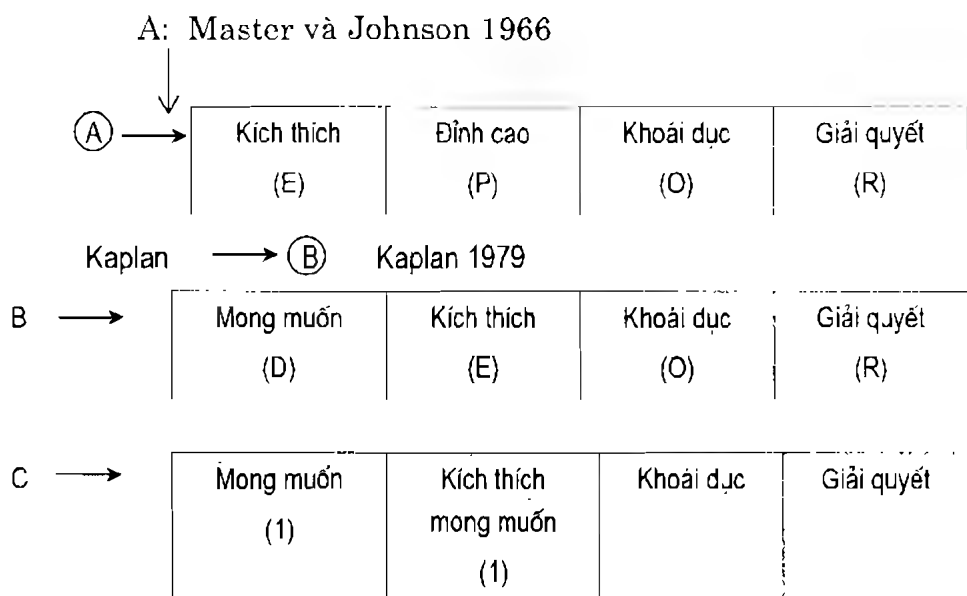 A: Master và Johnson 1966
A Kích thích Đỉnh cao Khoái dục Giải quyết
(E) (P) (O) (R)
Kaplan B Kaplan 1979
B Mong muốn Kích thích Khoái dục Giải quyết
(D) (E) (O) (R)
C Mong muốn Kích thích Khoái dục Giải quyết
(1) mong muốn
(1)